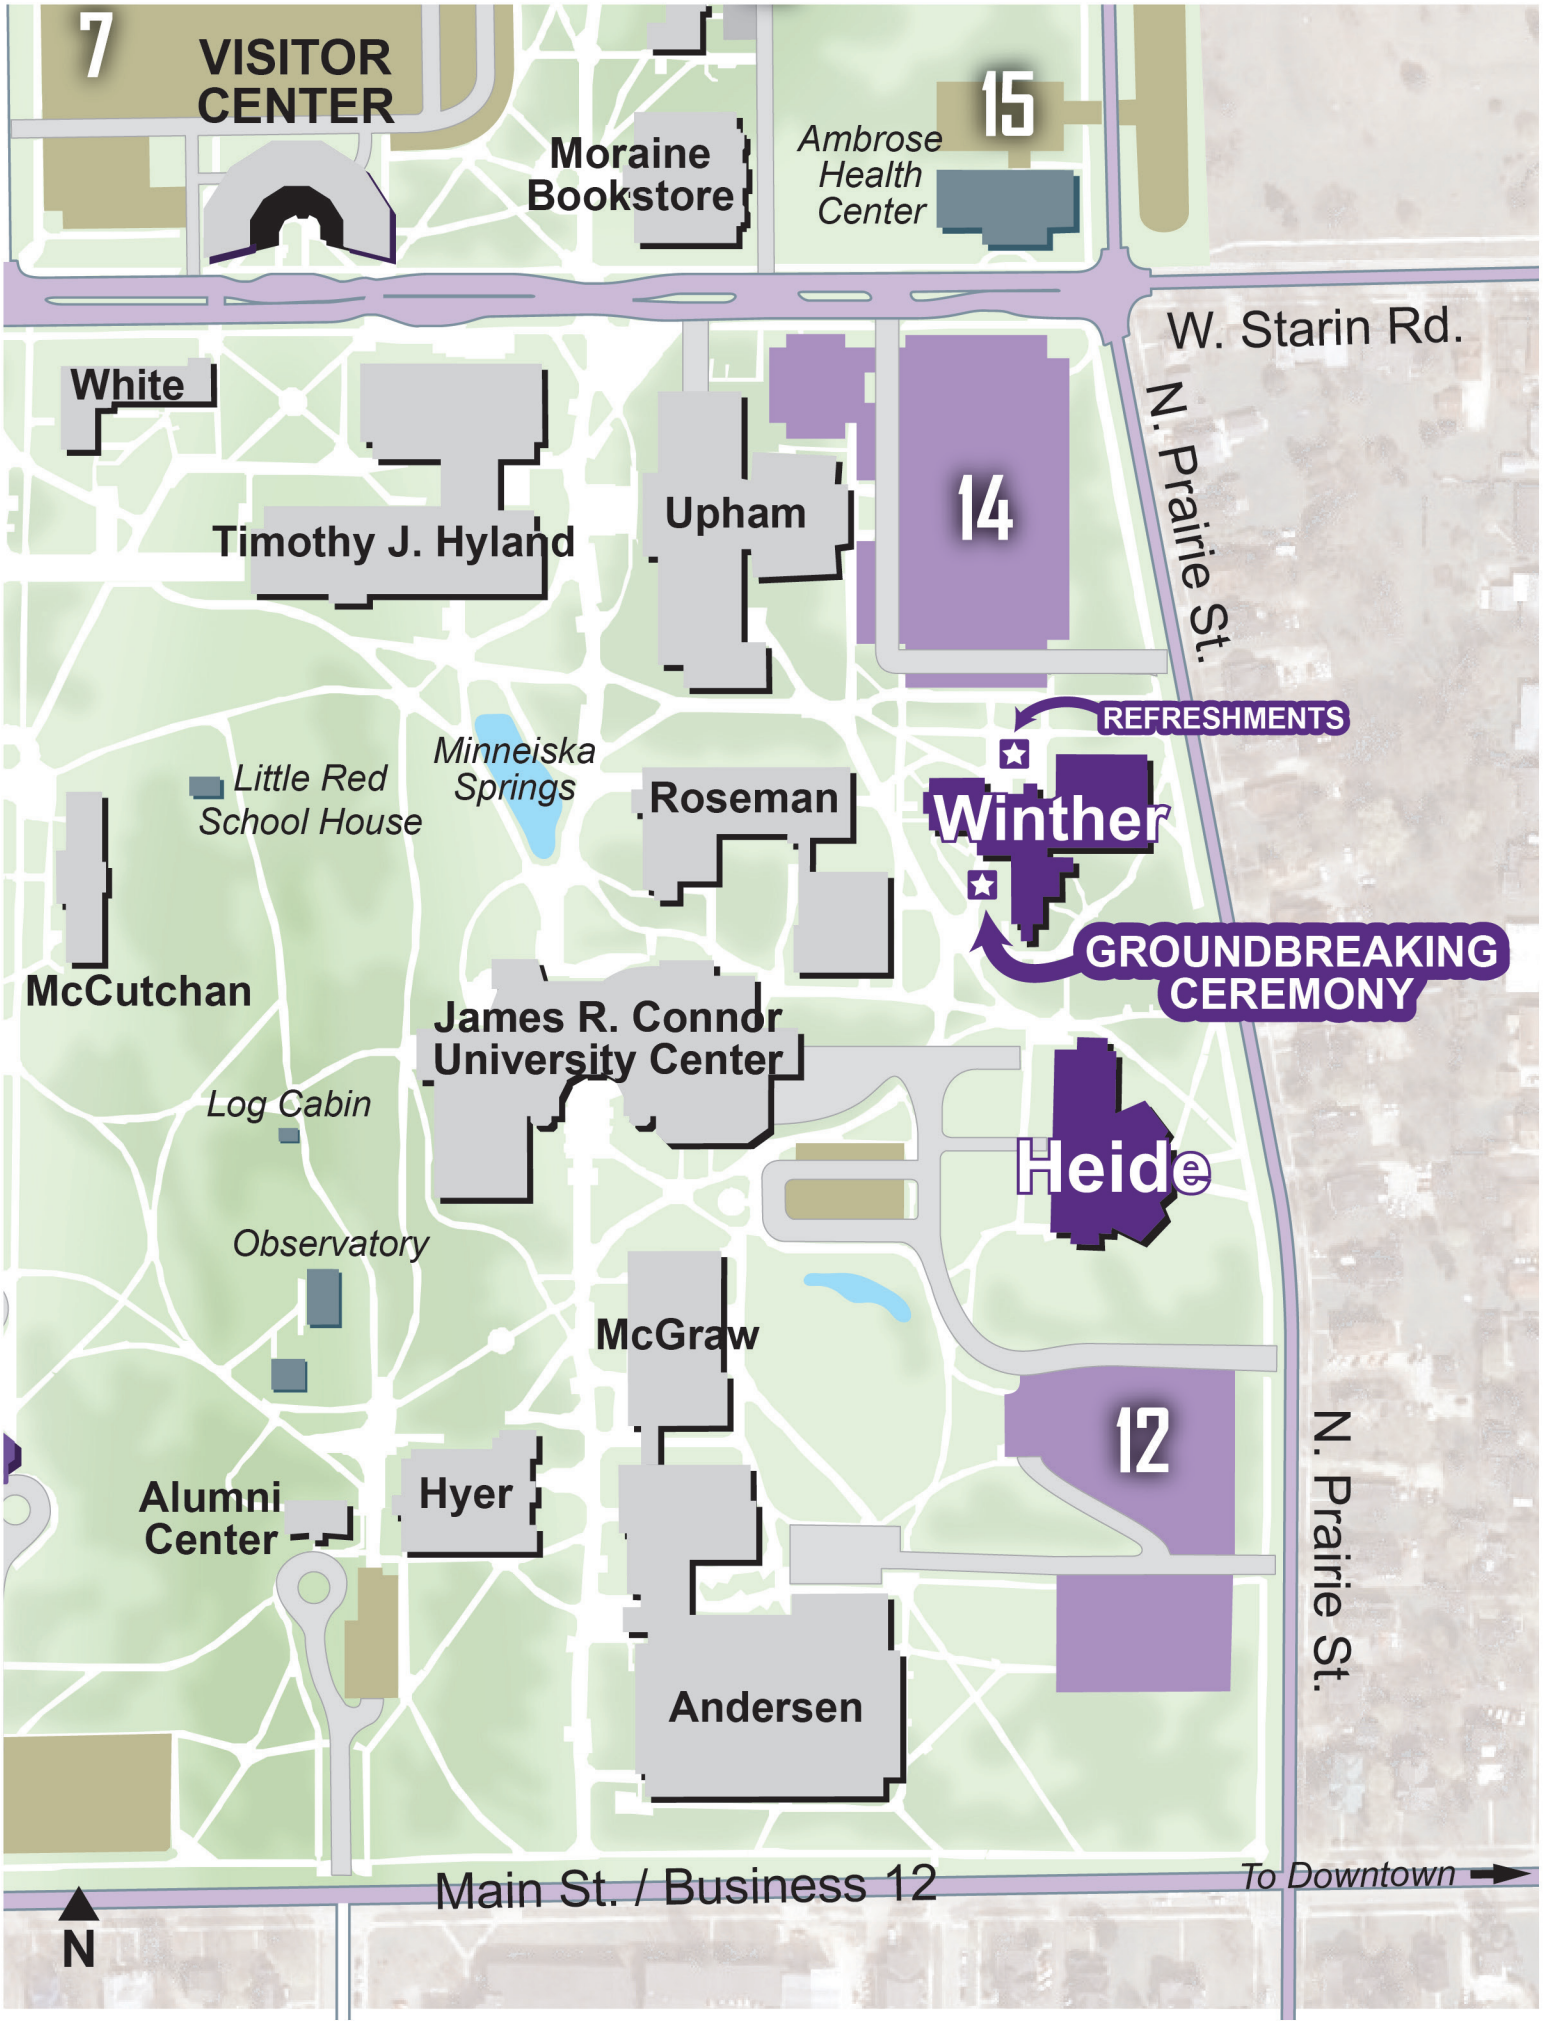 7
VISITOR
CENTER
15
Moraine
Bookstore
Ambrose
Health
Center
W. Starin Rd.
White
N. Prairie St.
Timothy J. Hyland
Upham
14
REFRESHMENTS
Minneiska
Springs
Little Red
School House
Roseman
Winther
GROUNDBREAKING
CEREMONY
McCutchan
James R. Connor
University Center
Log Cabin
Heide
Observatory
McGraw
12
N. Prairie St.
Alumni
Center
Hyer
Andersen
Main St. / Business 12
To Downtown
N